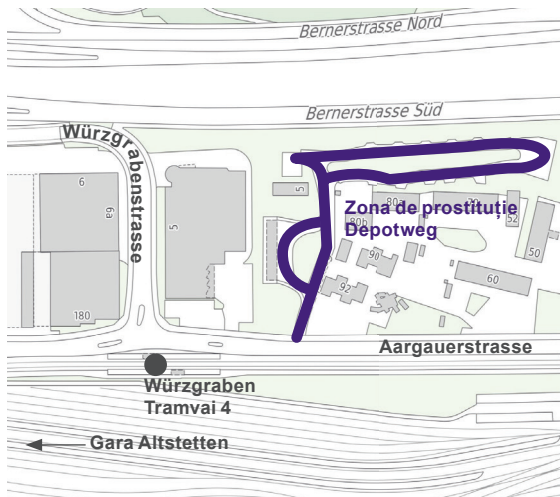 Bernerstrasse Nord
Bernerstrasse Süd
Würzgrabenstrasse
6
6a
5
5
180
Zona de prostituție
Depotweg
80a
80b
52
50
90
92
60
Aargauerstrasse
Würzgraben
Tramvai 4
Gara Altstetten